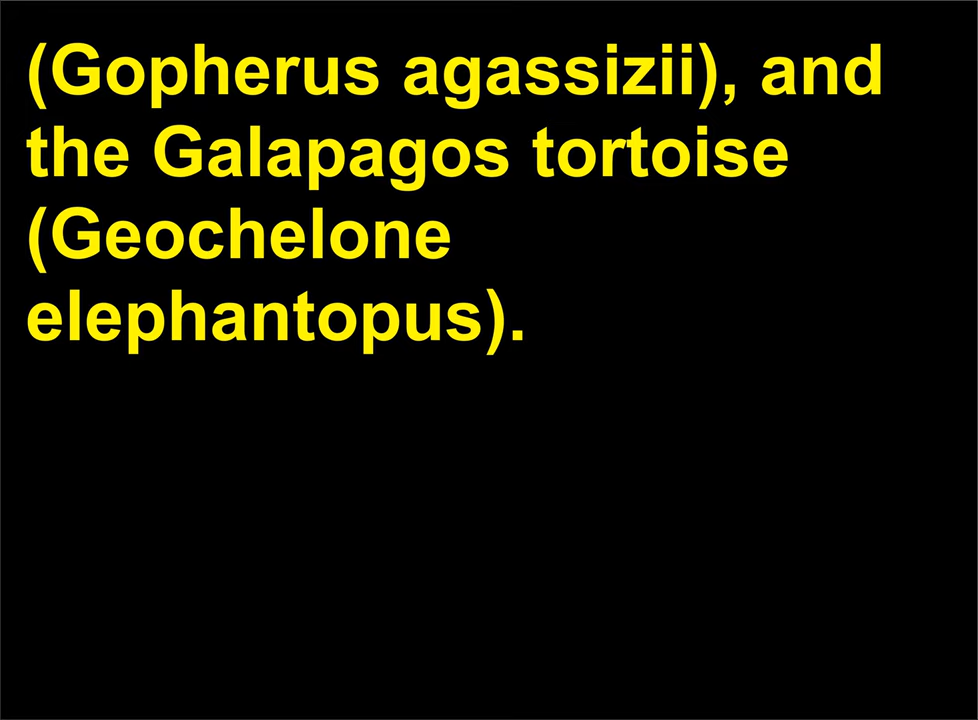 (Gopherus agassizii), and
the Galapagos tortoise
(Geochelone
elephantopus).